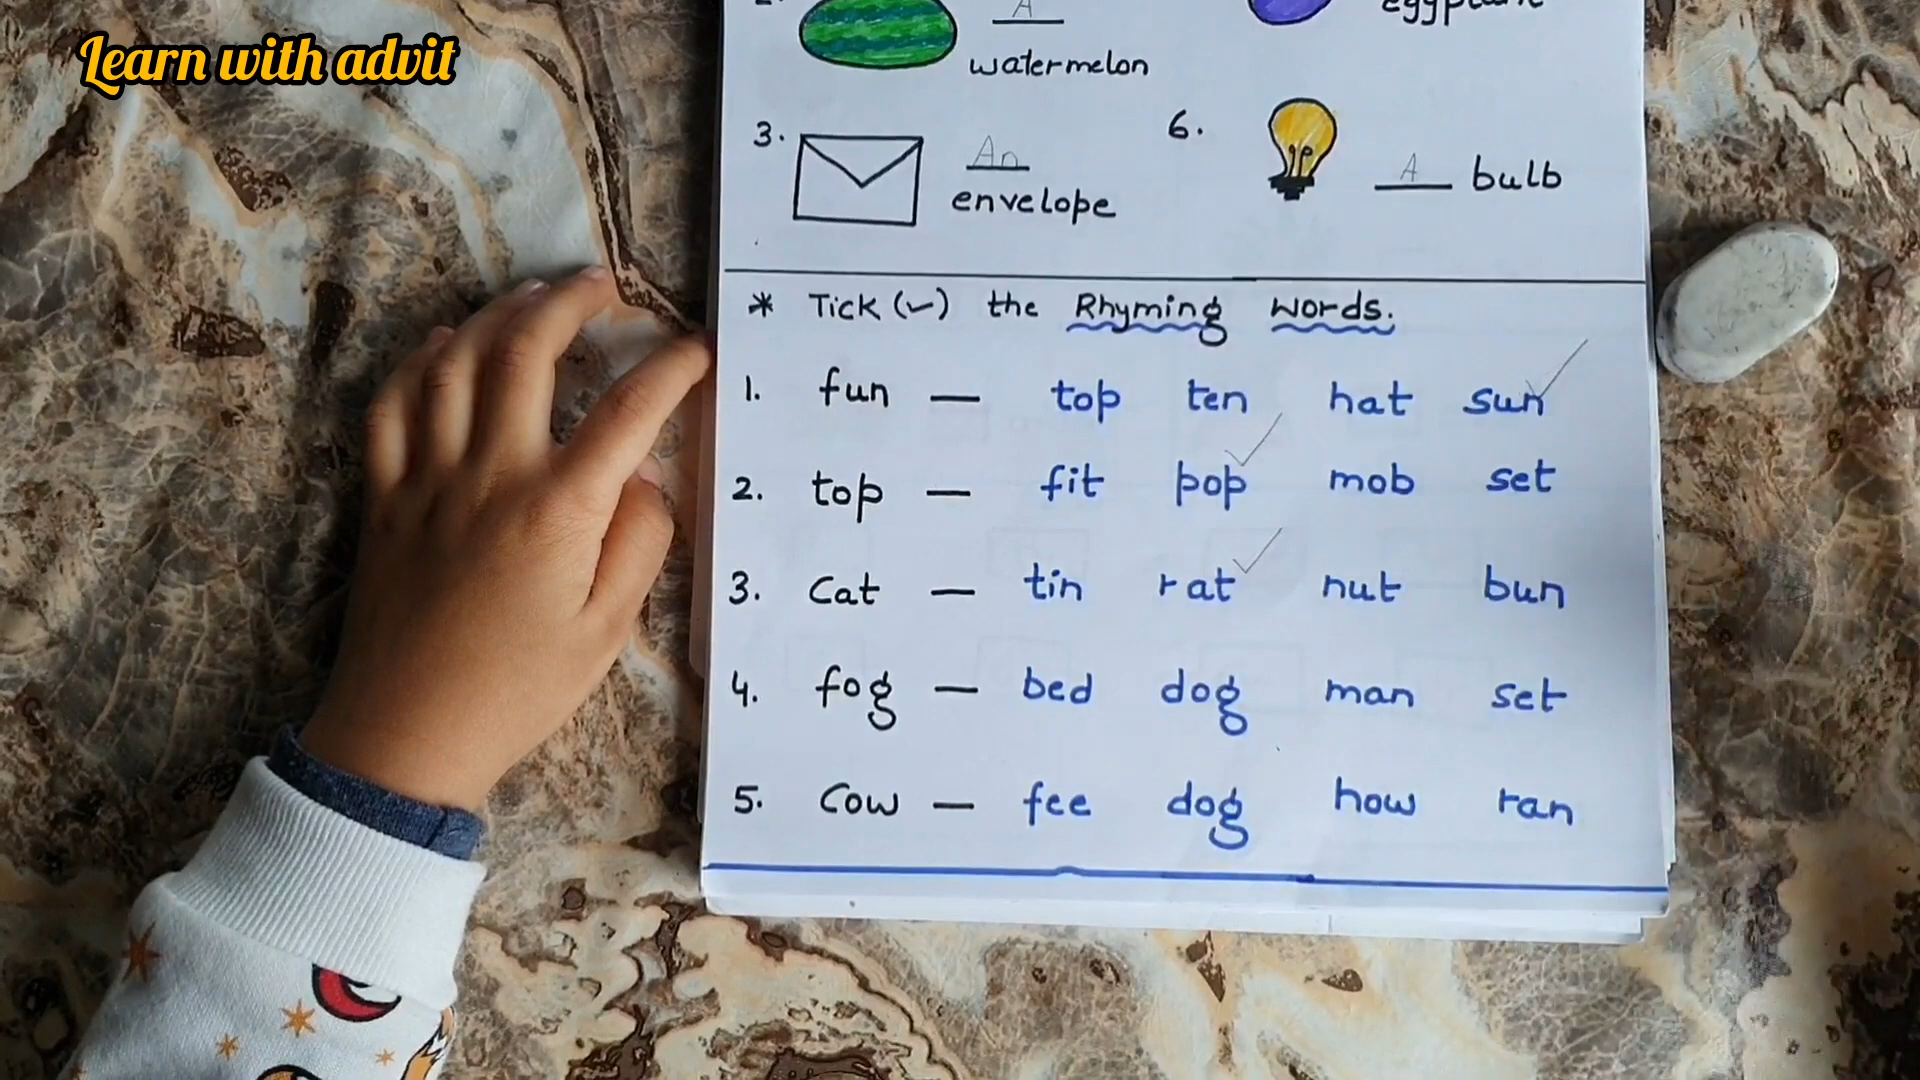 Learn with advit
2. A eggplant
watermelon
3. An envelope
6. A bulb
* Tick (✓) the Rhyming words.
1. fun — top ten hat sun ✓
2. top — fit pop ✓ mob set
3. Cat — tin rat ✓ nut bun
4. fog — bed dog man set
5. Cow — fee dog how ran